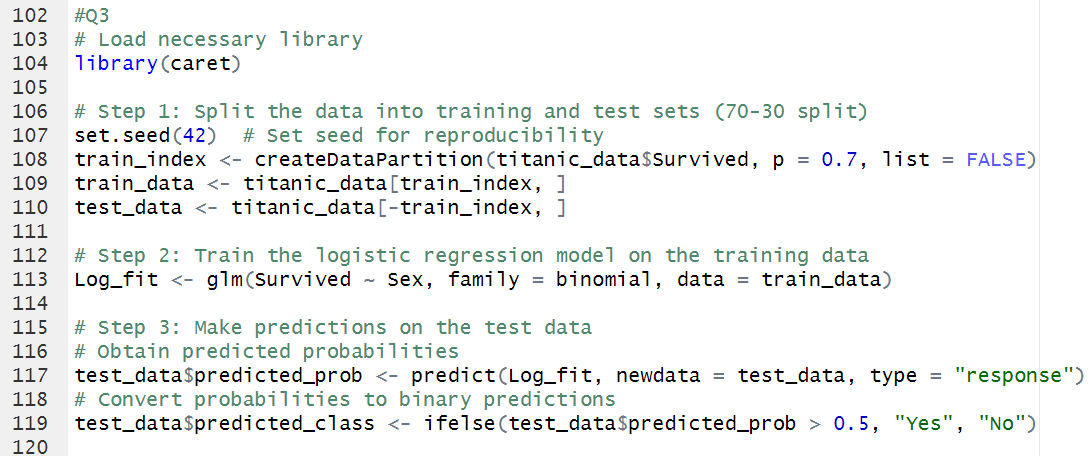 102 #Q3
103 # Load necessary library
104 library(caret)
105
106 # Step 1: Split the data into training and test sets (70-30 split)
107 set.seed(42)  # Set seed for reproducibility
108 train_index <- createDataPartition(titanic_data$Survived, p = 0.7, list = FALSE)
109 train_data <- titanic_data[train_index, ]
110 test_data <- titanic_data[-train_index, ]
111
112 # Step 2: Train the logistic regression model on the training data
113 Log_fit <- glm(Survived ~ Sex, family = binomial, data = train_data)
114
115 # Step 3: Make predictions on the test data
116 # Obtain predicted probabilities
117 test_data$predicted_prob <- predict(Log_fit, newdata = test_data, type = "response")
118 # Convert probabilities to binary predictions
119 test_data$predicted_class <- ifelse(test_data$predicted_prob > 0.5, "Yes", "No")
120